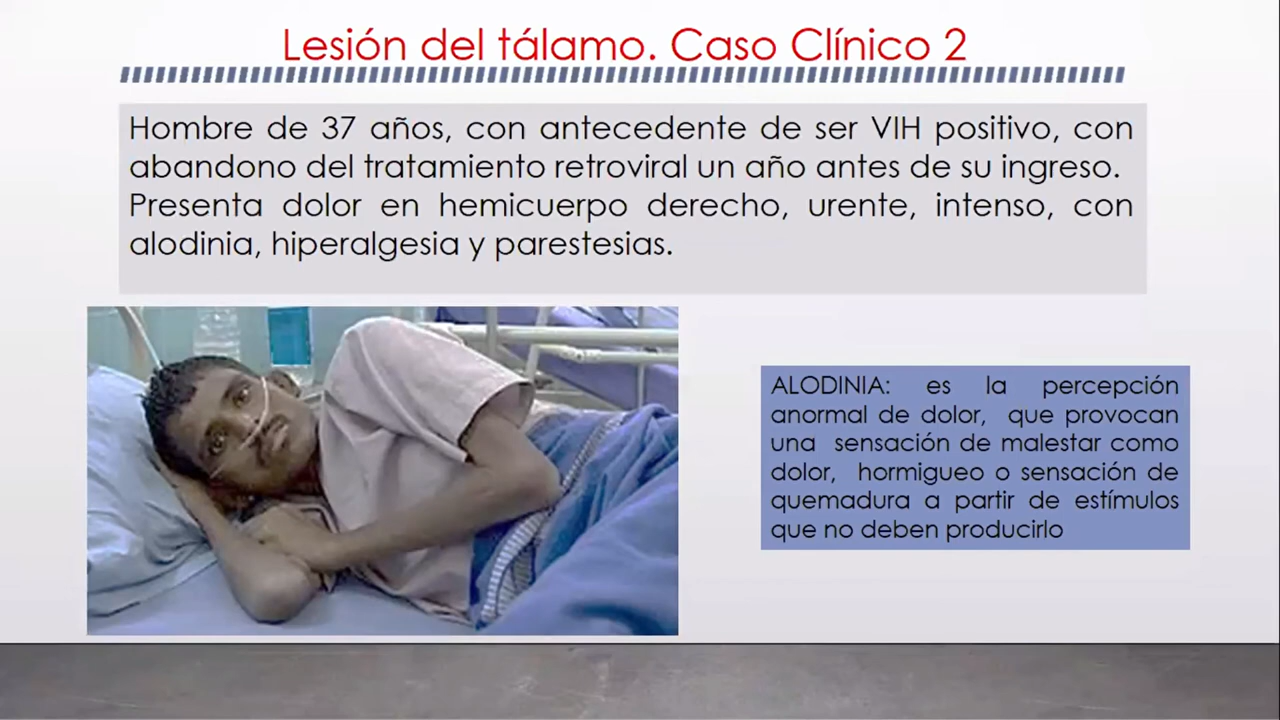 Lesión del tálamo. Caso Clínico 2
Hombre de 37 años, con antecedente de ser VIH positivo, con
abandono del tratamiento retroviral un año antes de su ingreso.
Presenta dolor en hemicuerpo derecho, urente, intenso, con
alodinia, hiperalgesia y parestesias.
ALODINIA: es la percepción
anormal de dolor, que provocan
una sensación de malestar como
dolor, hormigueo o sensación de
quemadura a partir de estímulos
que no deben producirlo